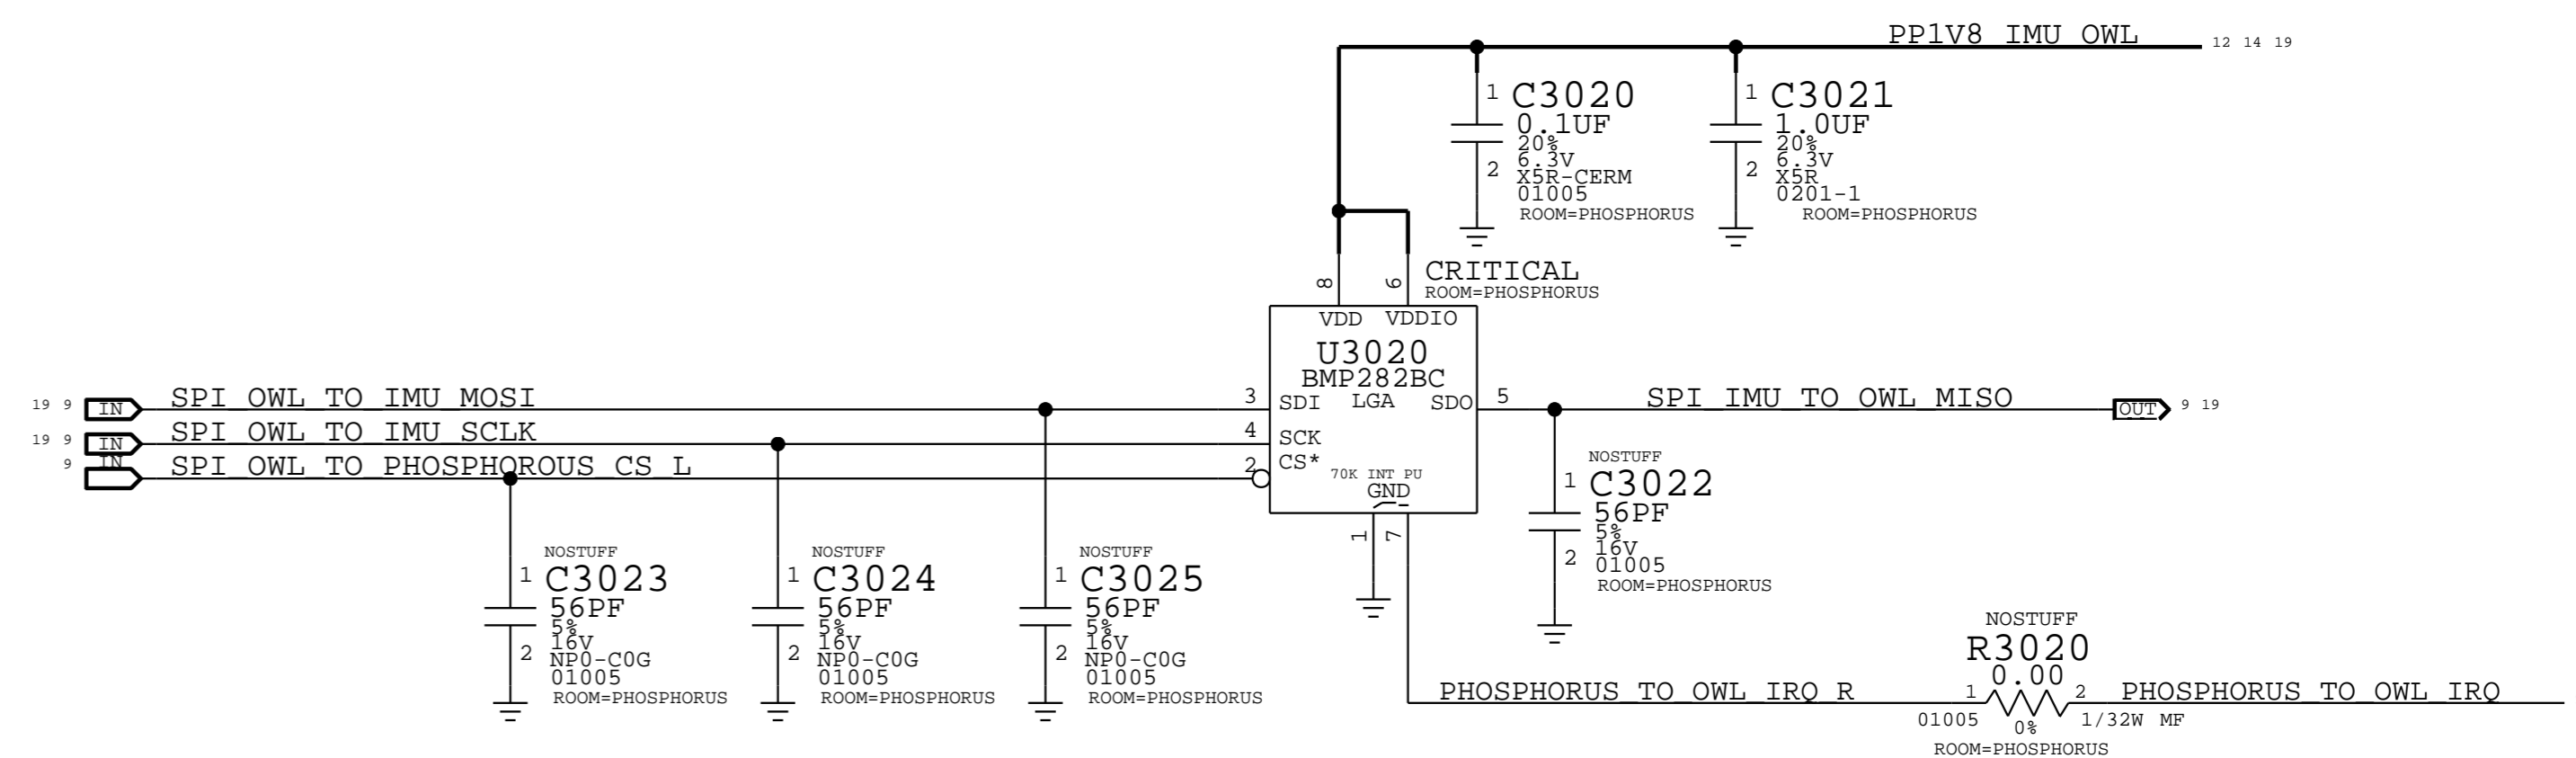 PP1V8 IMU OWL 12 14 19
1 C3020
0.1UF
20%
6.3V
2 X5R-CERM
01005
ROOM=PHOSPHORUS
1 C3021
1.0UF
20%
6.3V
2 X5R
0201-1
ROOM=PHOSPHORUS
CRITICAL
ROOM=PHOSPHORUS
8 6
VDD VDDIO
U3020
BMP282BC
LGA
19 9 IN SPI_OWL_TO_IMU_MOSI 3 SDI
19 9 IN SPI_OWL_TO_IMU_SCLK 4 SCK
9 IN SPI_OWL_TO_PHOSPHOROUS_CS_L 2 CS*
SDO 5 SPI_IMU_TO_OWL_MISO OUT 9 19
70K INT PU
GND
1 7
NOSTUFF
1 C3022
56PF
5%
16V
2 01005
ROOM=PHOSPHORUS
NOSTUFF
1 C3023
56PF
5%
16V
2 NP0-C0G
01005
ROOM=PHOSPHORUS
NOSTUFF
1 C3024
56PF
5%
16V
2 NP0-C0G
01005
ROOM=PHOSPHORUS
NOSTUFF
1 C3025
56PF
5%
16V
2 NP0-C0G
01005
ROOM=PHOSPHORUS
NOSTUFF
R3020
0.00
PHOSPHORUS_TO_OWL_IRQ_R 1 2 PHOSPHORUS_TO_OWL_IRQ
01005 0% 1/32W MF
ROOM=PHOSPHORUS